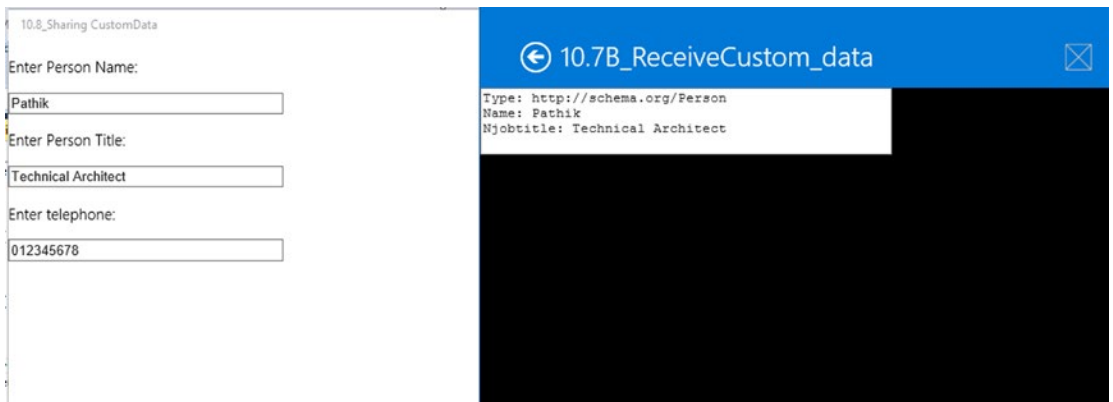 10.8_Sharing CustomData
Enter Person Name:
Pathik
Enter Person Title:
Technical Architect
Enter telephone:
012345678
10.7B_ReceiveCustom_data
Type: http://schema.org/Person
Name: Pathik
Njobtitle: Technical Architect